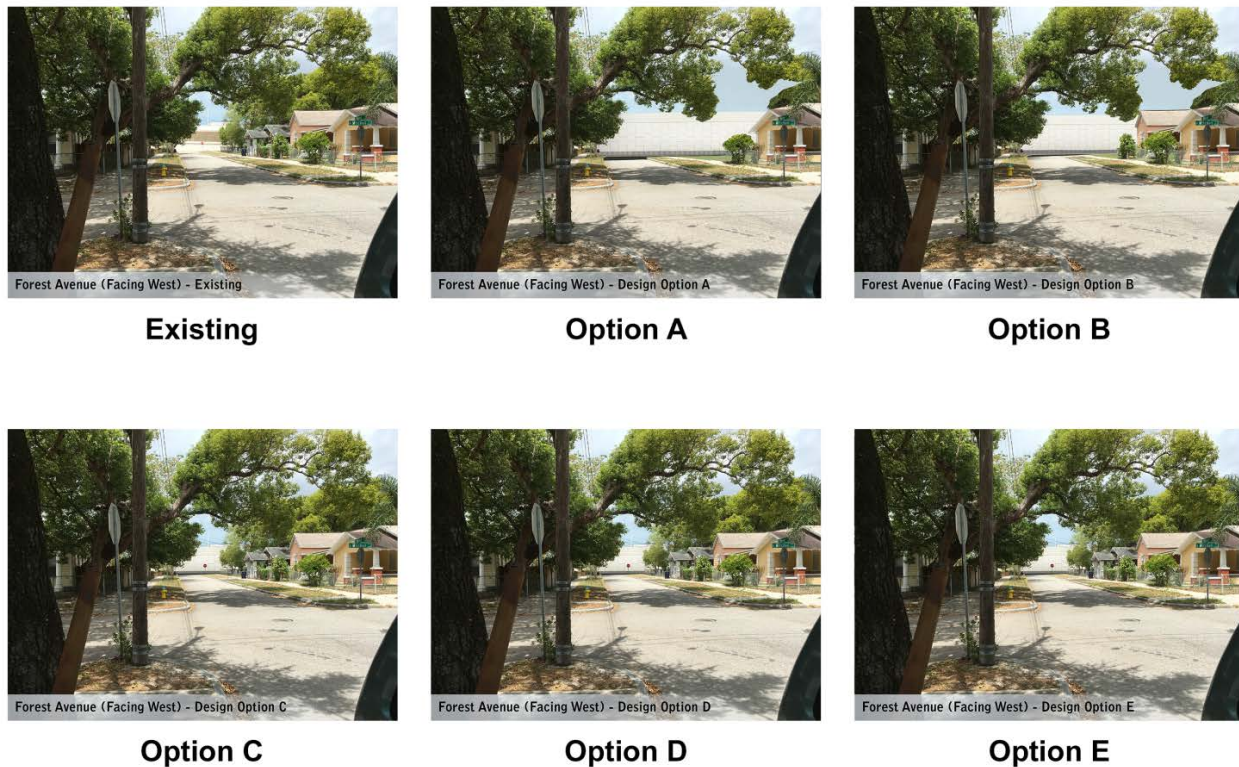 Forest Avenue (Facing West) - Existing
Forest Avenue (Facing West) - Design Option A
Forest Avenue (Facing West) - Design Option B
Existing
Option A
Option B
Forest Avenue (Facing West) - Design Option C
Forest Avenue (Facing West) - Design Option D
Forest Avenue (Facing West) - Design Option E
Option C
Option D
Option E